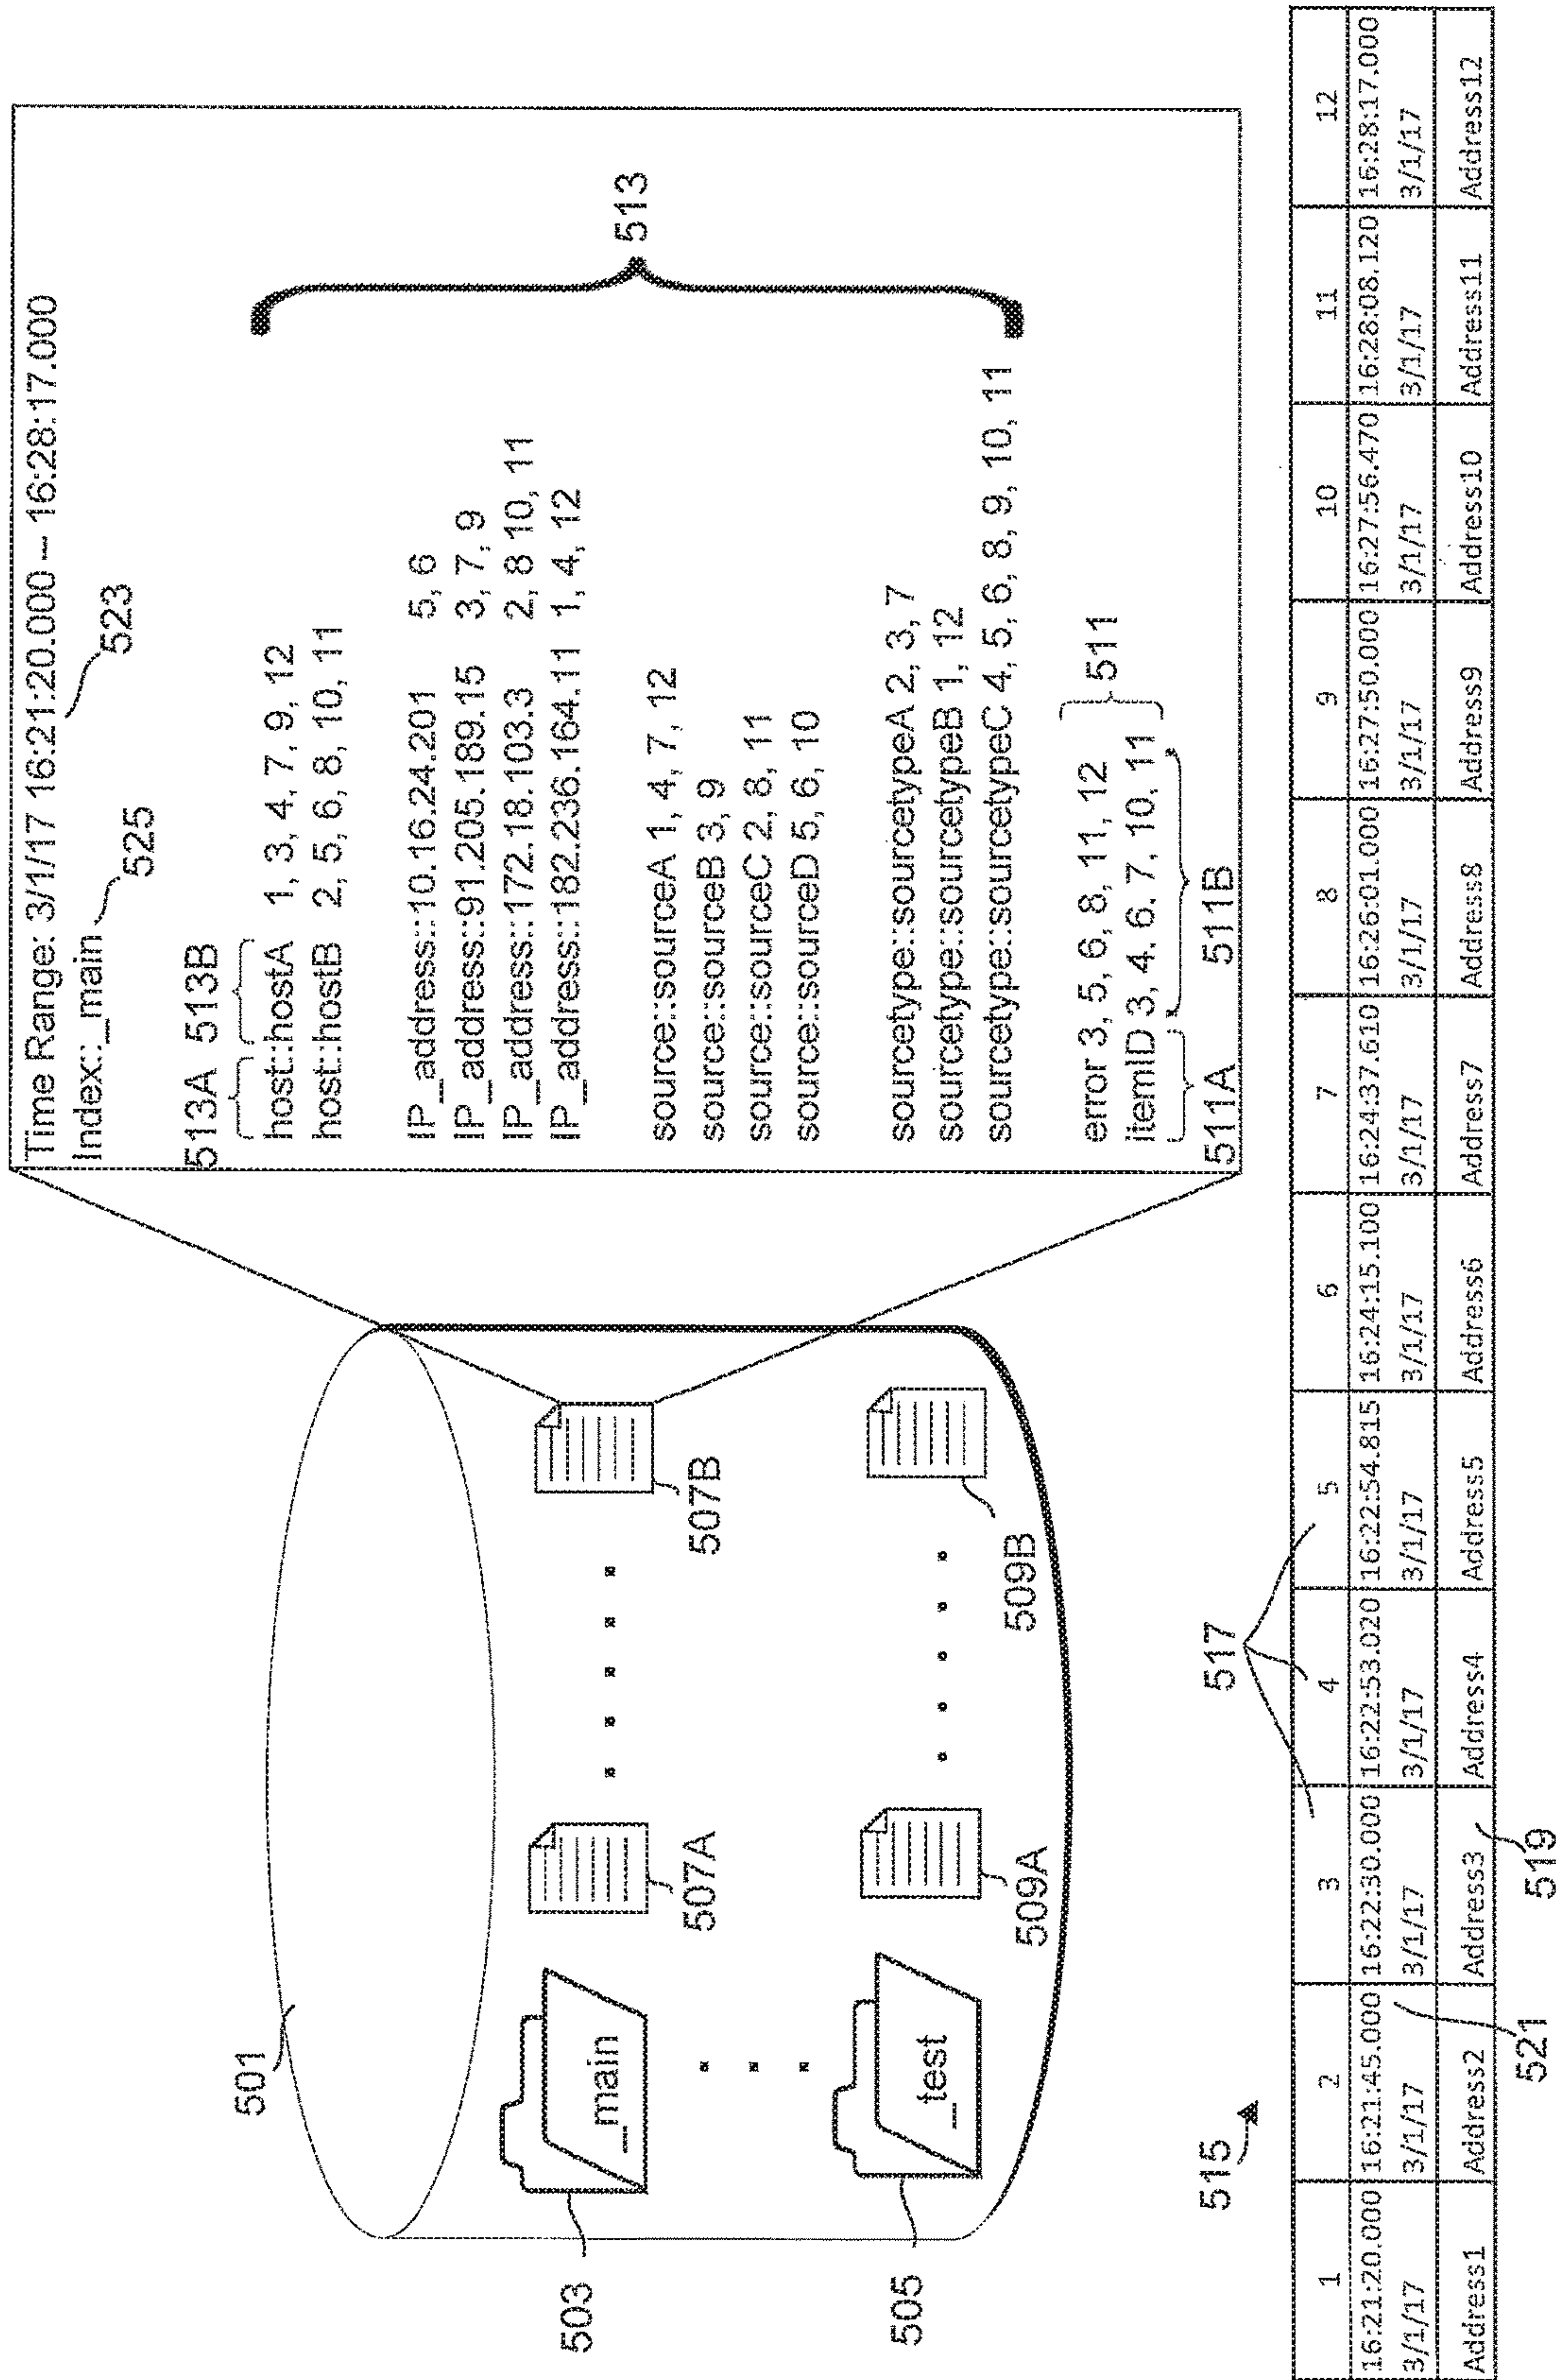 501
503
_main
507A
507B
505
_test
509A
509B
Time Range: 3/1/17 16:21:20.000 – 16:28:17.000
523
Index::_main
525
513A 513B
host::hostA 1, 3, 4, 7, 9, 12
host::hostB 2, 5, 6, 8, 10, 11
IP_address::10.16.24.201 5, 6
IP_address::91.205.189.15 3, 7, 9
IP_address::172.18.103.3 2, 8 10, 11
IP_address::182.236.164.11 1, 4, 12
source::sourceA 1, 4, 7, 12
source::sourceB 3, 9
source::sourceC 2, 8, 11
source::sourceD 5, 6, 10
sourcetype::sourcetypeA 2, 3, 7
sourcetype::sourcetypeB 1, 12
sourcetype::sourcetypeC 4, 5, 6, 8, 9, 10, 11
513
error 3, 5, 6, 8, 11, 12
itemID 3, 4, 6, 7, 10, 11
511
511A 511B
515
517
1 2 3 4 5 6 7 8 9 10 11 12
16:21:20.000 16:21:45.000 16:22:30.000 16:22:53.020 16:22:54.815 16:24:15.100 16:24:37.610 16:26:01.000 16:27:50.000 16:27:56.470 16:28:08.120 16:28:17.000
3/1/17 3/1/17 3/1/17 3/1/17 3/1/17 3/1/17 3/1/17 3/1/17 3/1/17 3/1/17 3/1/17 3/1/17
Address1 Address2 Address3 Address4 Address5 Address6 Address7 Address8 Address9 Address10 Address11 Address12
521
519